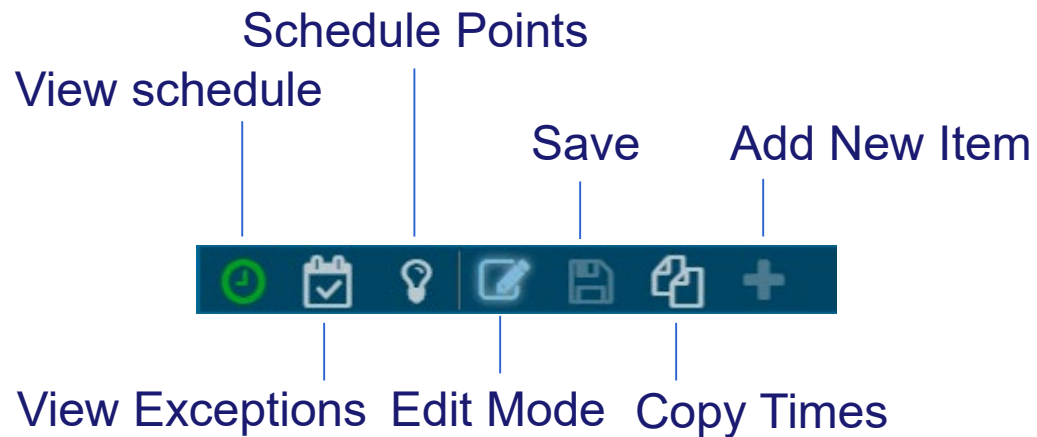 Schedule Points
View schedule
Save
Add New Item
View Exceptions
Edit Mode
Copy Times